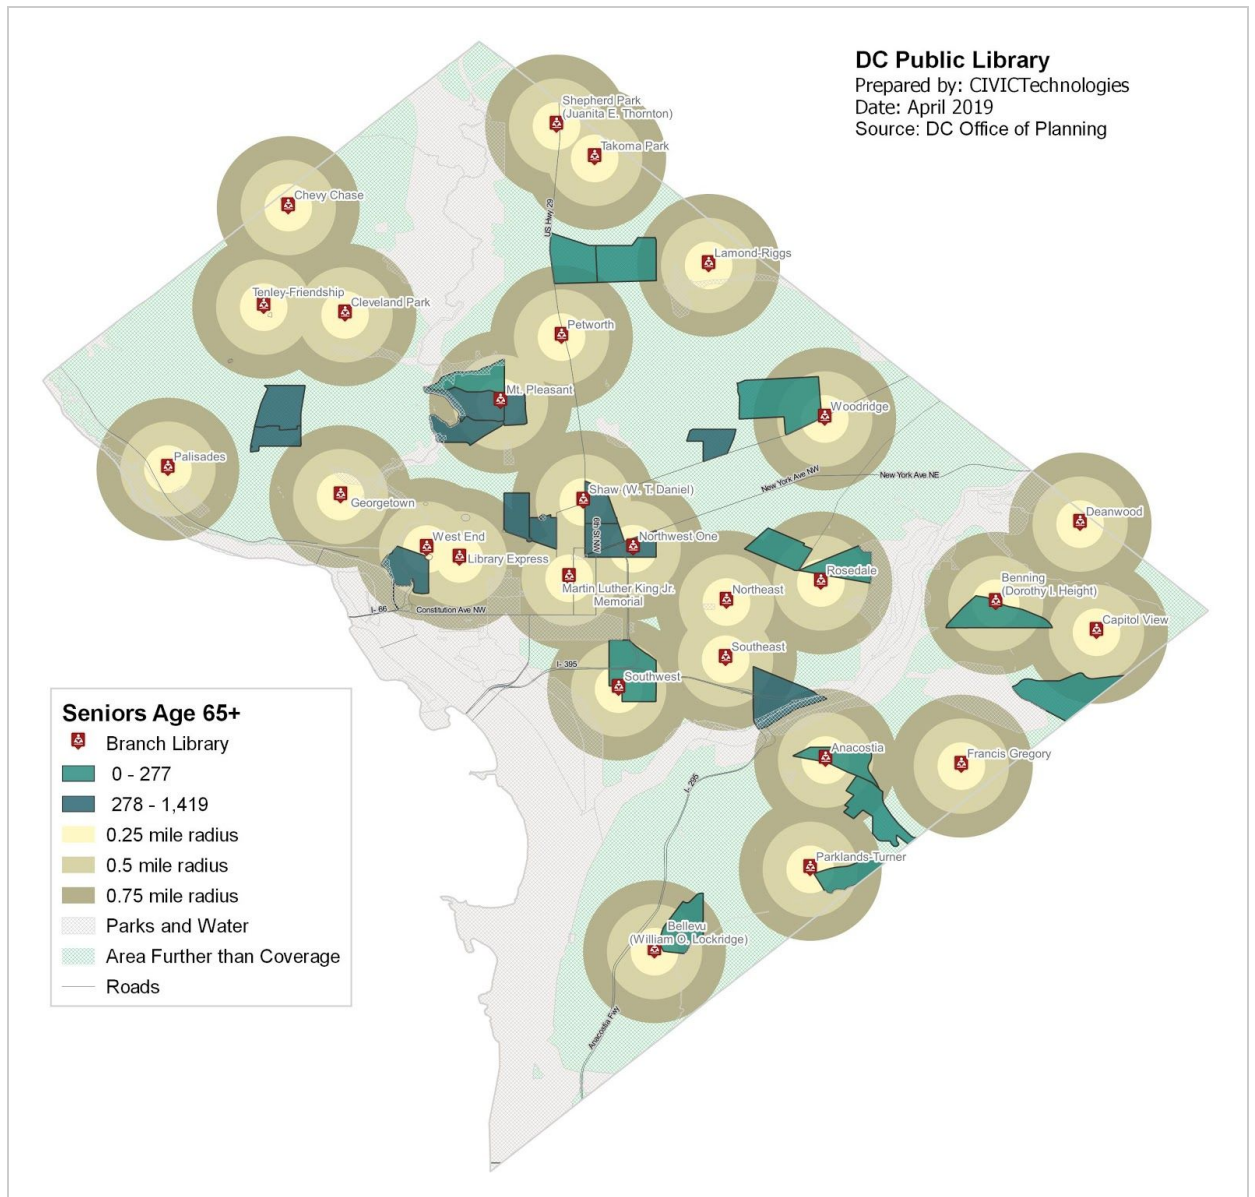 DC Public Library
Prepared by: CIVICTechnologies
Date: April 2019
Source: DC Office of Planning
Shepherd Park
(Juanita E. Thornton)
Takoma Park
Chevy Chase
US Hwy 29
Lamond-Riggs
Tenley-Friendship
Cleveland Park
Petworth
Mt. Pleasant
Woodridge
Palisades
New York Ave NW
New York Ave NE
Georgetown
Shaw (W. T. Daniel)
Deanwood
6th St NW
West End
Northwest One
Library Express
Rosedale
Benning
(Dorothy I. Height)
Martin Luther King Jr.
Memorial
Northeast
I- 66
Constitution Ave NW
Capitol View
Southeast
I- 395
Southwest
Anacostia
Francis Gregory
I- 295
Parklands-Turner
Bellevu
(William O. Lockridge)
Anacostia Fwy
Seniors Age 65+
Branch Library
0 - 277
278 - 1,419
0.25 mile radius
0.5 mile radius
0.75 mile radius
Parks and Water
Area Further than Coverage
Roads